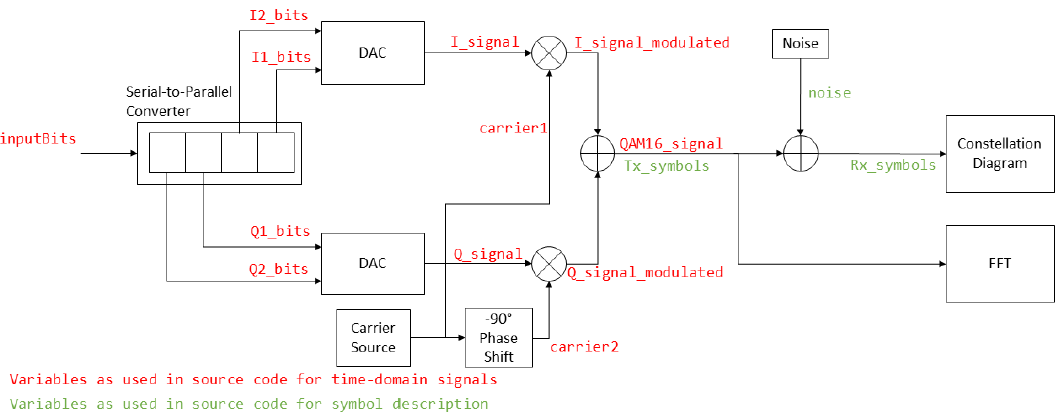 I2_bits
DAC
I_signal
I_signal_modulated
Noise
I1_bits
Serial-to-Parallel
Converter
noise
inputBits
carrier1
QAM16_signal
Tx_symbols
Rx_symbols
Constellation
Diagram
Q1_bits
DAC
Q_signal
Q2_bits
Q_signal_modulated
FFT
Carrier
Source
-90°
Phase
Shift
carrier2
Variables as used in source code for time-domain signals
Variables as used in source code for symbol description